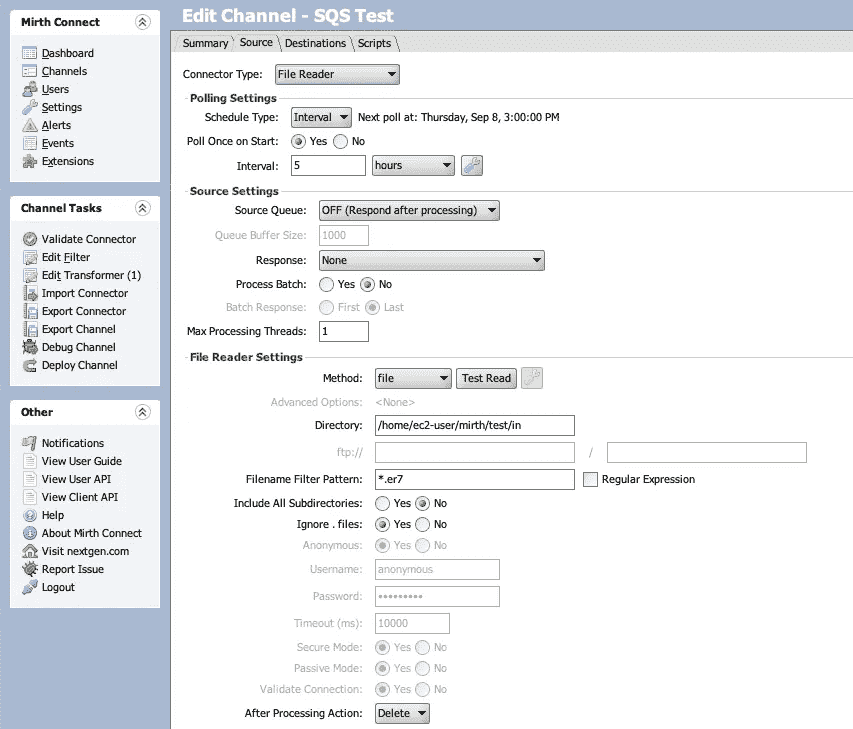 Mirth Connect
Dashboard
Channels
Users
Settings
Alerts
Events
Extensions
Channel Tasks
Validate Connector
Edit Filter
Edit Transformer (1)
Import Connector
Export Connector
Export Channel
Debug Channel
Deploy Channel
Other
Notifications
View User Guide
View User API
View Client API
Help
About Mirth Connect
Visit nextgen.com
Report Issue
Logout
Edit Channel - SQS Test
Summary Source Destinations Scripts
Connector Type: File Reader
Polling Settings
Schedule Type: Interval Next poll at: Thursday, Sep 8, 3:00:00 PM
Poll Once on Start: Yes No
Interval: 5 hours
Source Settings
Source Queue: OFF (Respond after processing)
Queue Buffer Size: 1000
Response: None
Process Batch: Yes No
Batch Response: First Last
Max Processing Threads: 1
File Reader Settings
Method: file Test Read
Advanced Options: <None>
Directory: /home/ec2-user/mirth/test/in
ftp:// /
Filename Filter Pattern: *.er7 Regular Expression
Include All Subdirectories: Yes No
Ignore . files: Yes No
Anonymous: Yes No
Username: anonymous
Password: •••••••••
Timeout (ms): 10000
Secure Mode: Yes No
Passive Mode: Yes No
Validate Connection: Yes No
After Processing Action: Delete